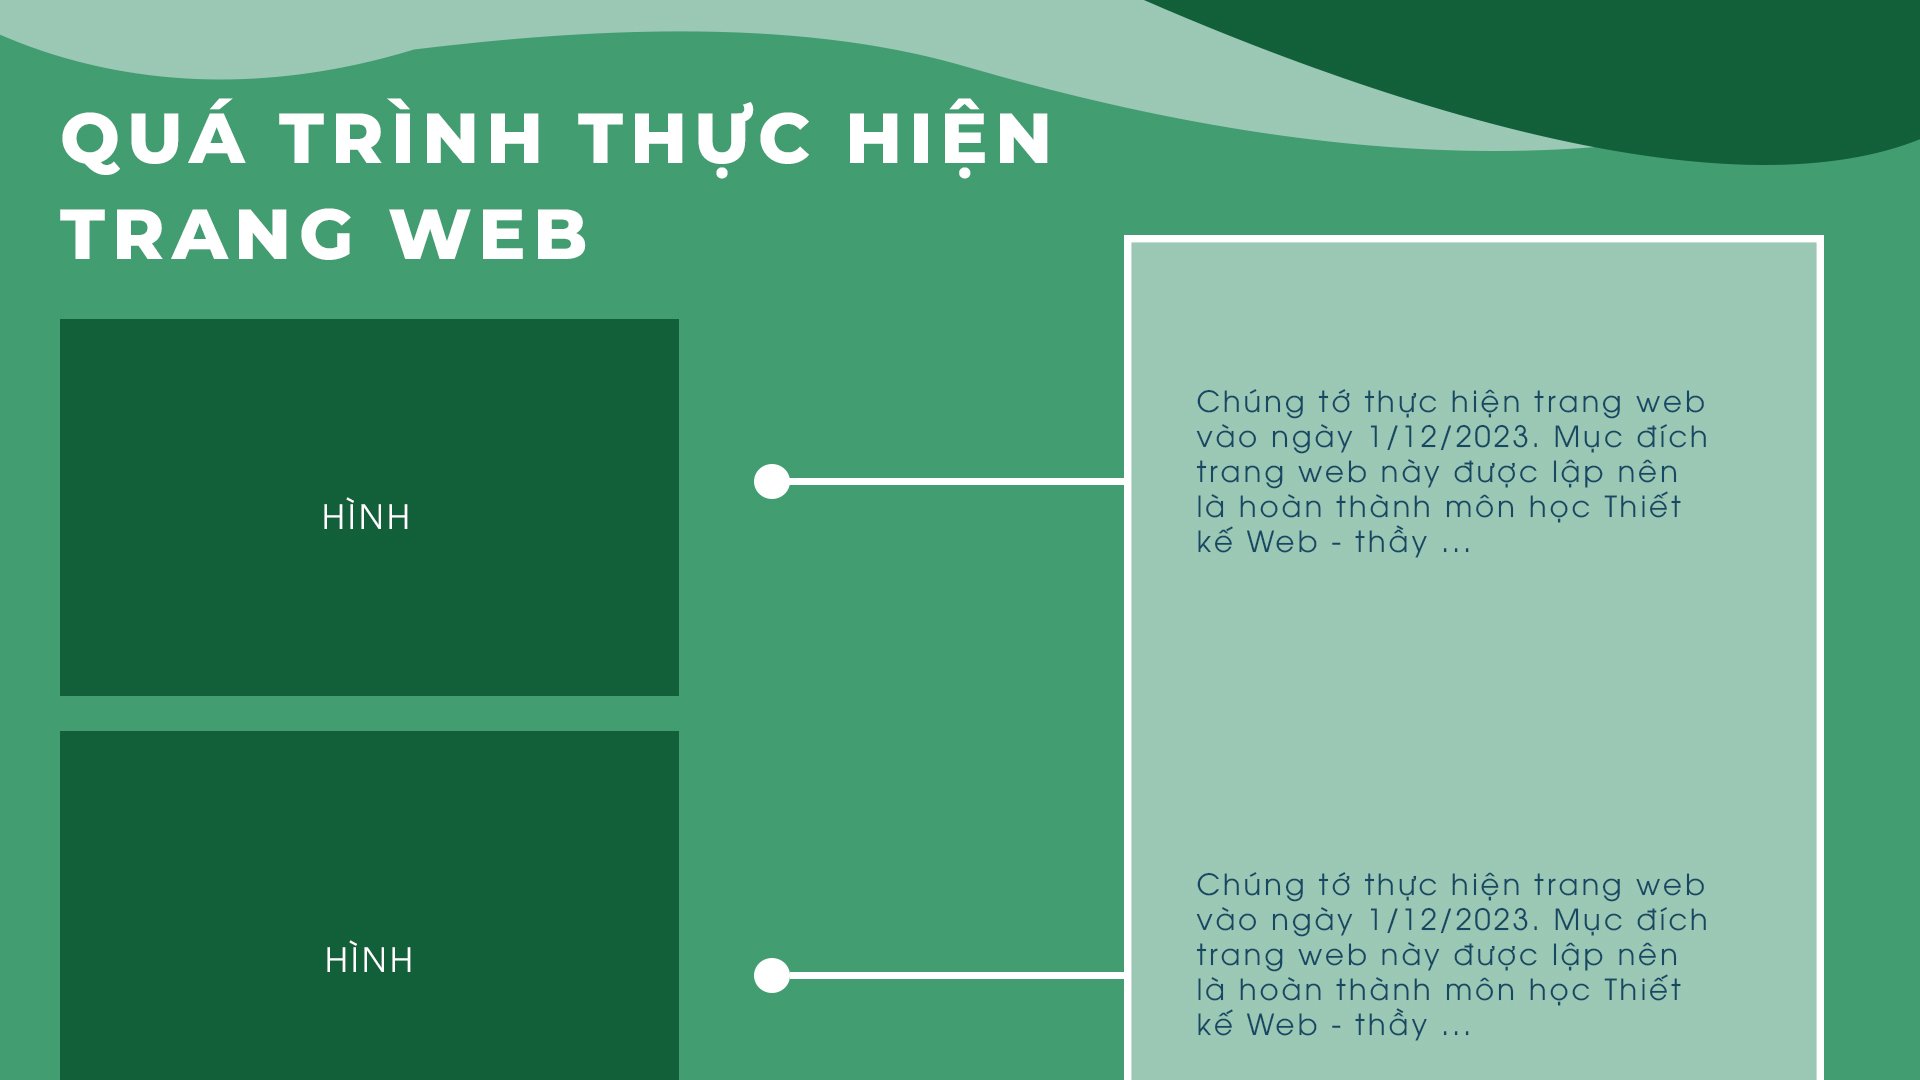 QUÁ TRÌNH THỰC HIỆN
TRANG WEB
HÌNH
Chúng tớ thực hiện trang web
vào ngày 1/12/2023. Mục đích
trang web này được lập nên
là hoàn thành môn học Thiết
kế Web - thầy ...
HÌNH
Chúng tớ thực hiện trang web
vào ngày 1/12/2023. Mục đích
trang web này được lập nên
là hoàn thành môn học Thiết
kế Web - thầy ...